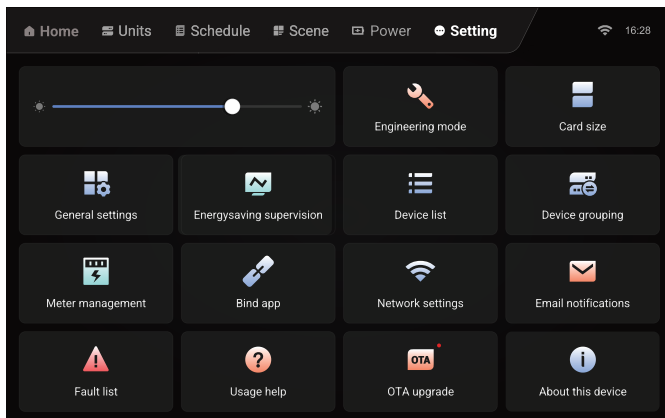 Home Units Schedule Scene Power Setting 16:28
Engineering mode Card size
General settings Energysaving supervision Device list Device grouping
Meter management Bind app Network settings Email notifications
OTA
Fault list Usage help OTA upgrade About this device